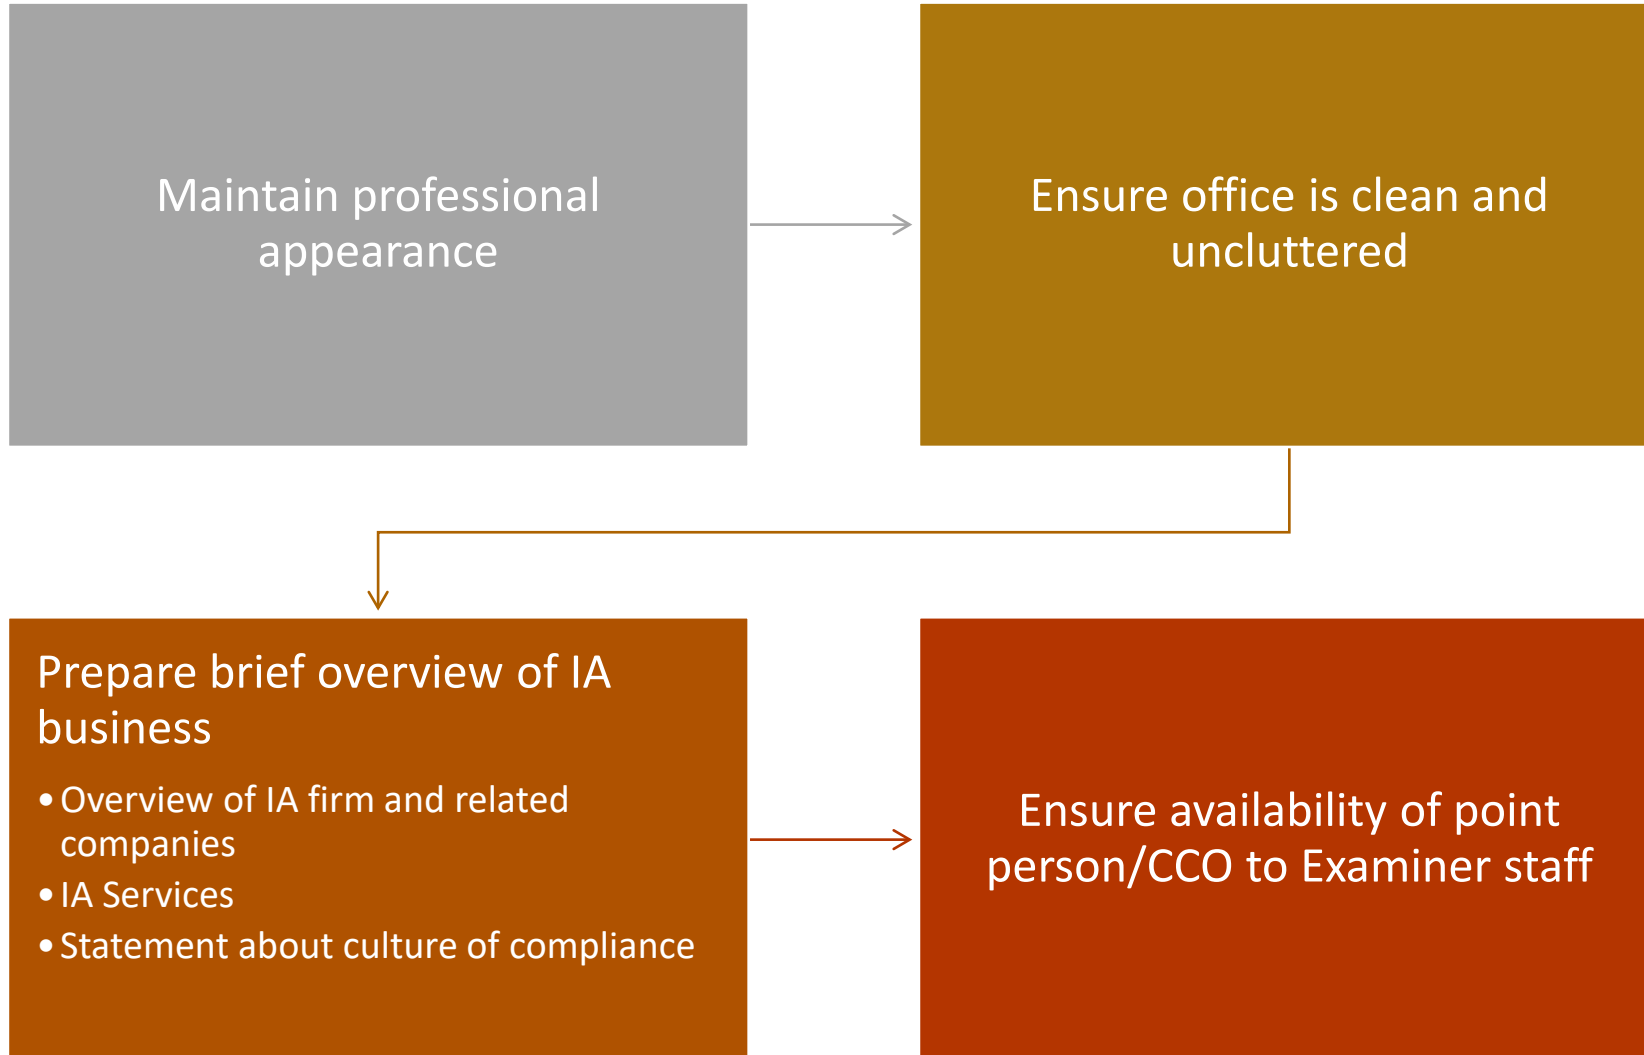 Maintain professional
appearance
Ensure office is clean and
uncluttered
Prepare brief overview of IA
business
• Overview of IA firm and related
companies
• IA Services
• Statement about culture of compliance
Ensure availability of point
person/CCO to Examiner staff